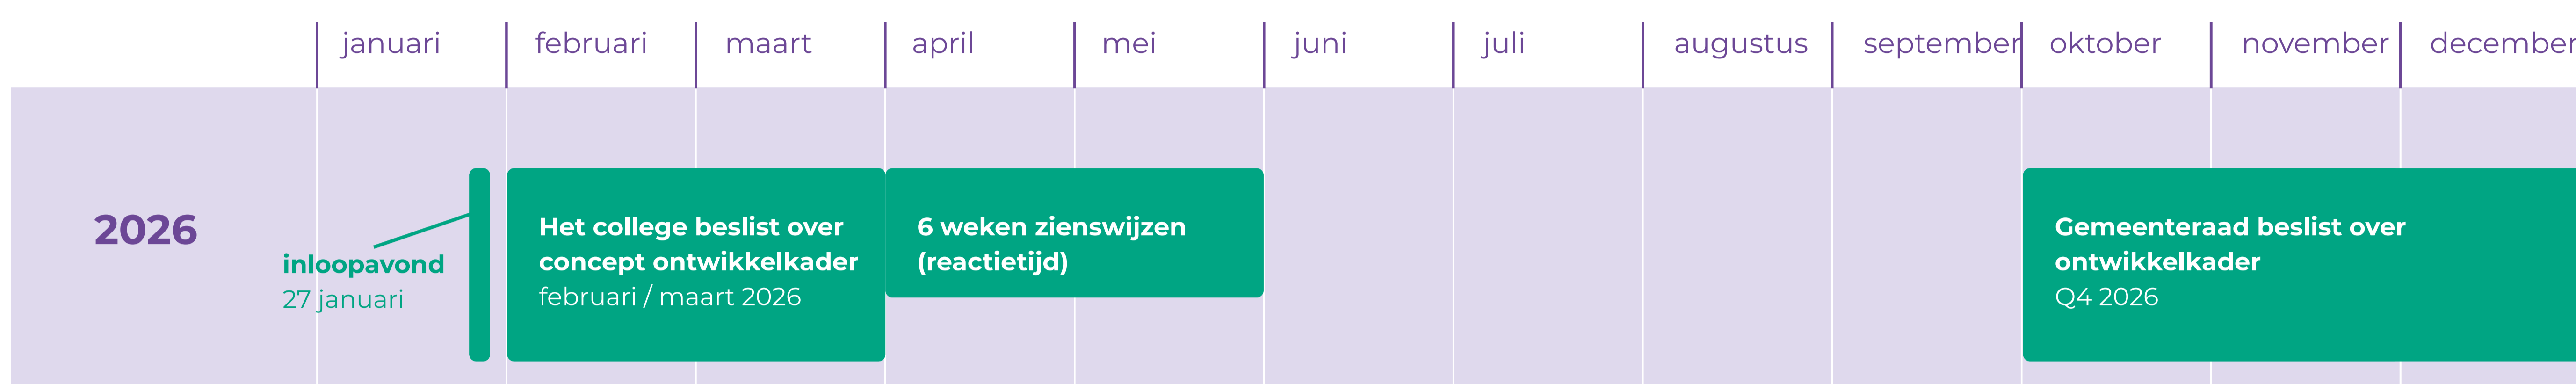 januari februari maart april mei juni juli augustus september oktober november december
2026
inloopavond
27 januari
Het college beslist over
concept ontwikkelkader
februari / maart 2026
6 weken zienswijzen
(reactietijd)
Gemeenteraad beslist over
ontwikkelkader
Q4 2026